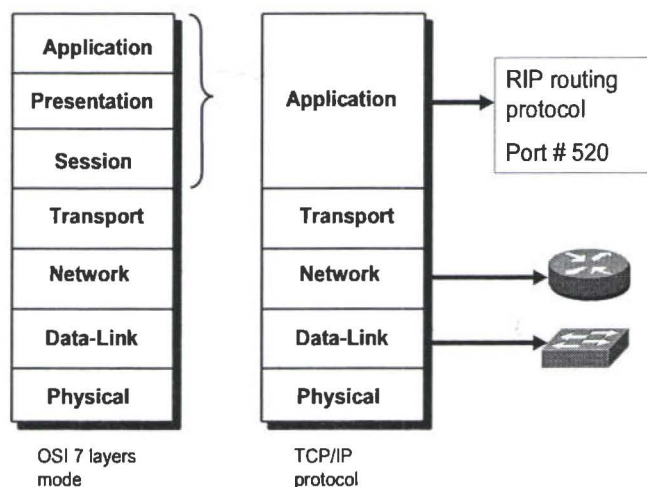 Application
Presentation
Session
Transport
Network
Data-Link
Physical
OSI 7 layers
mode
Application
Transport
Network
Data-Link
Physical
TCP/IP
protocol
RIP routing
protocol
Port # 520